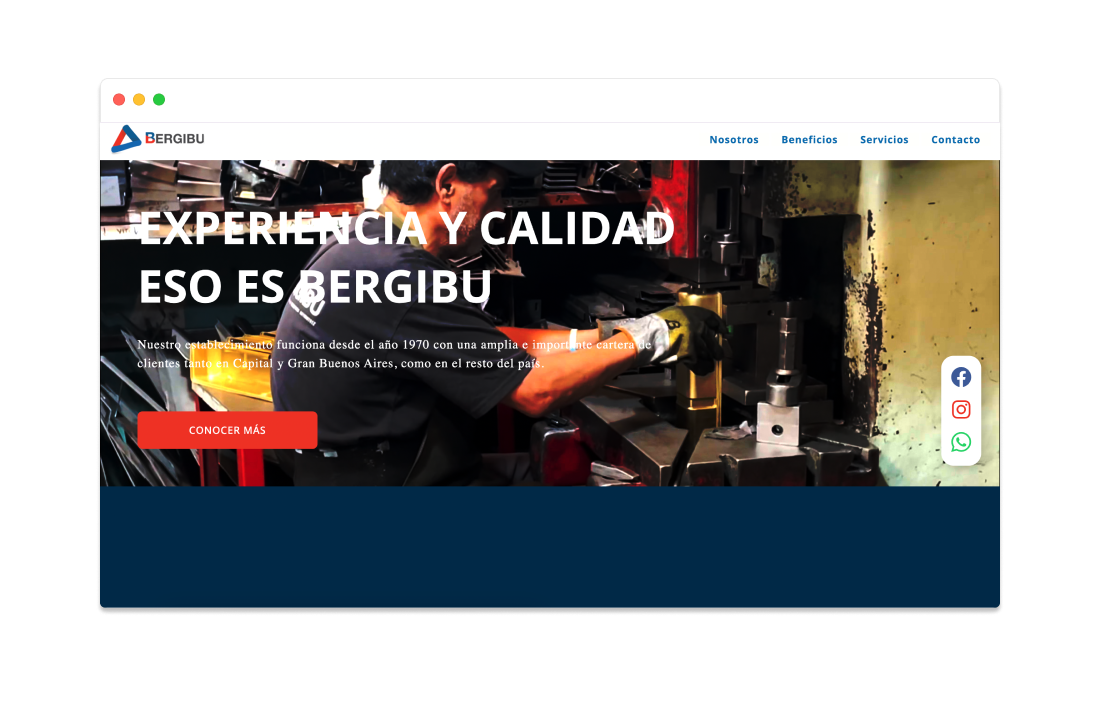 BERGIBU
Nosotros Beneficios Servicios Contacto
EXPERIENCIA Y CALIDAD
ESO ES BERGIBU
Nuestro establecimiento funciona desde el año 1970 con una amplia e importante cartera de
clientes tanto en Capital y Gran Buenos Aires, como en el resto del país.
CONOCER MÁS